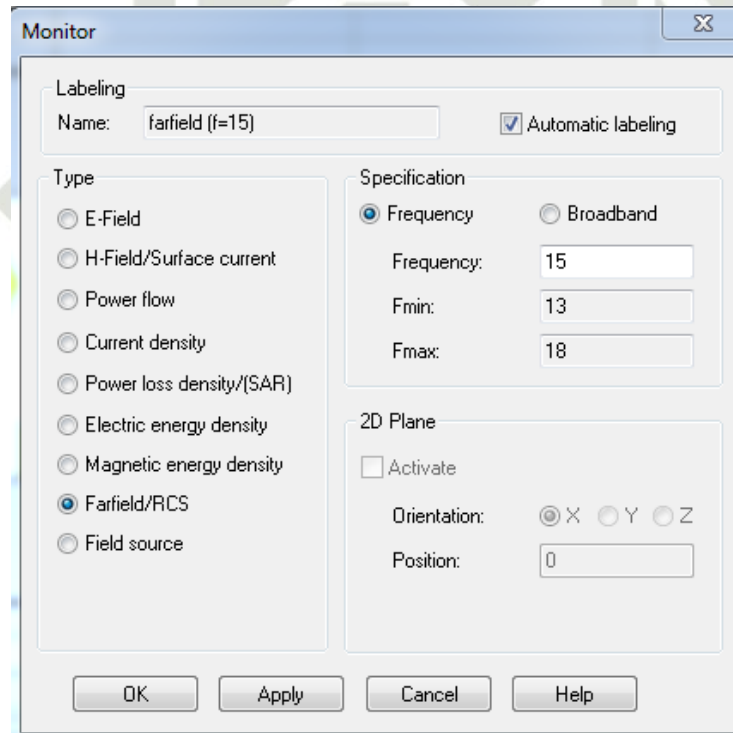 Monitor
Labeling
Name: farfield (f=15) Automatic labeling
Type
E-Field
H-Field/Surface current
Power flow
Current density
Power loss density/(SAR)
Electric energy density
Magnetic energy density
Farfield/RCS
Field source
Specification
Frequency Broadband
Frequency: 15
Fmin: 13
Fmax: 18
2D Plane
Activate
Orientation: X Y Z
Position: 0
OK Apply Cancel Help